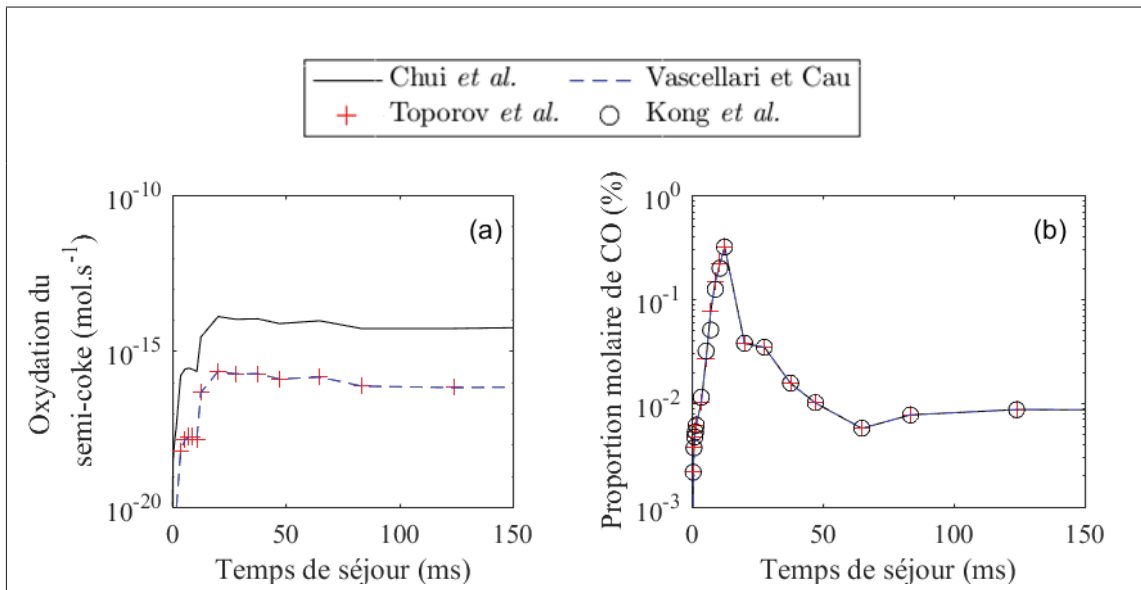 Chui et al.
Vascellari et Cau
Toporov et al.
Kong et al.
(a)
10^-10
10^-15
10^-20
0
50
100
150
Oxydation du
semi-coke (mol.s^-1)
Temps de séjour (ms)
(b)
10^0
10^-1
10^-2
10^-3
0
50
100
150
Proportion molaire de CO (%)
Temps de séjour (ms)